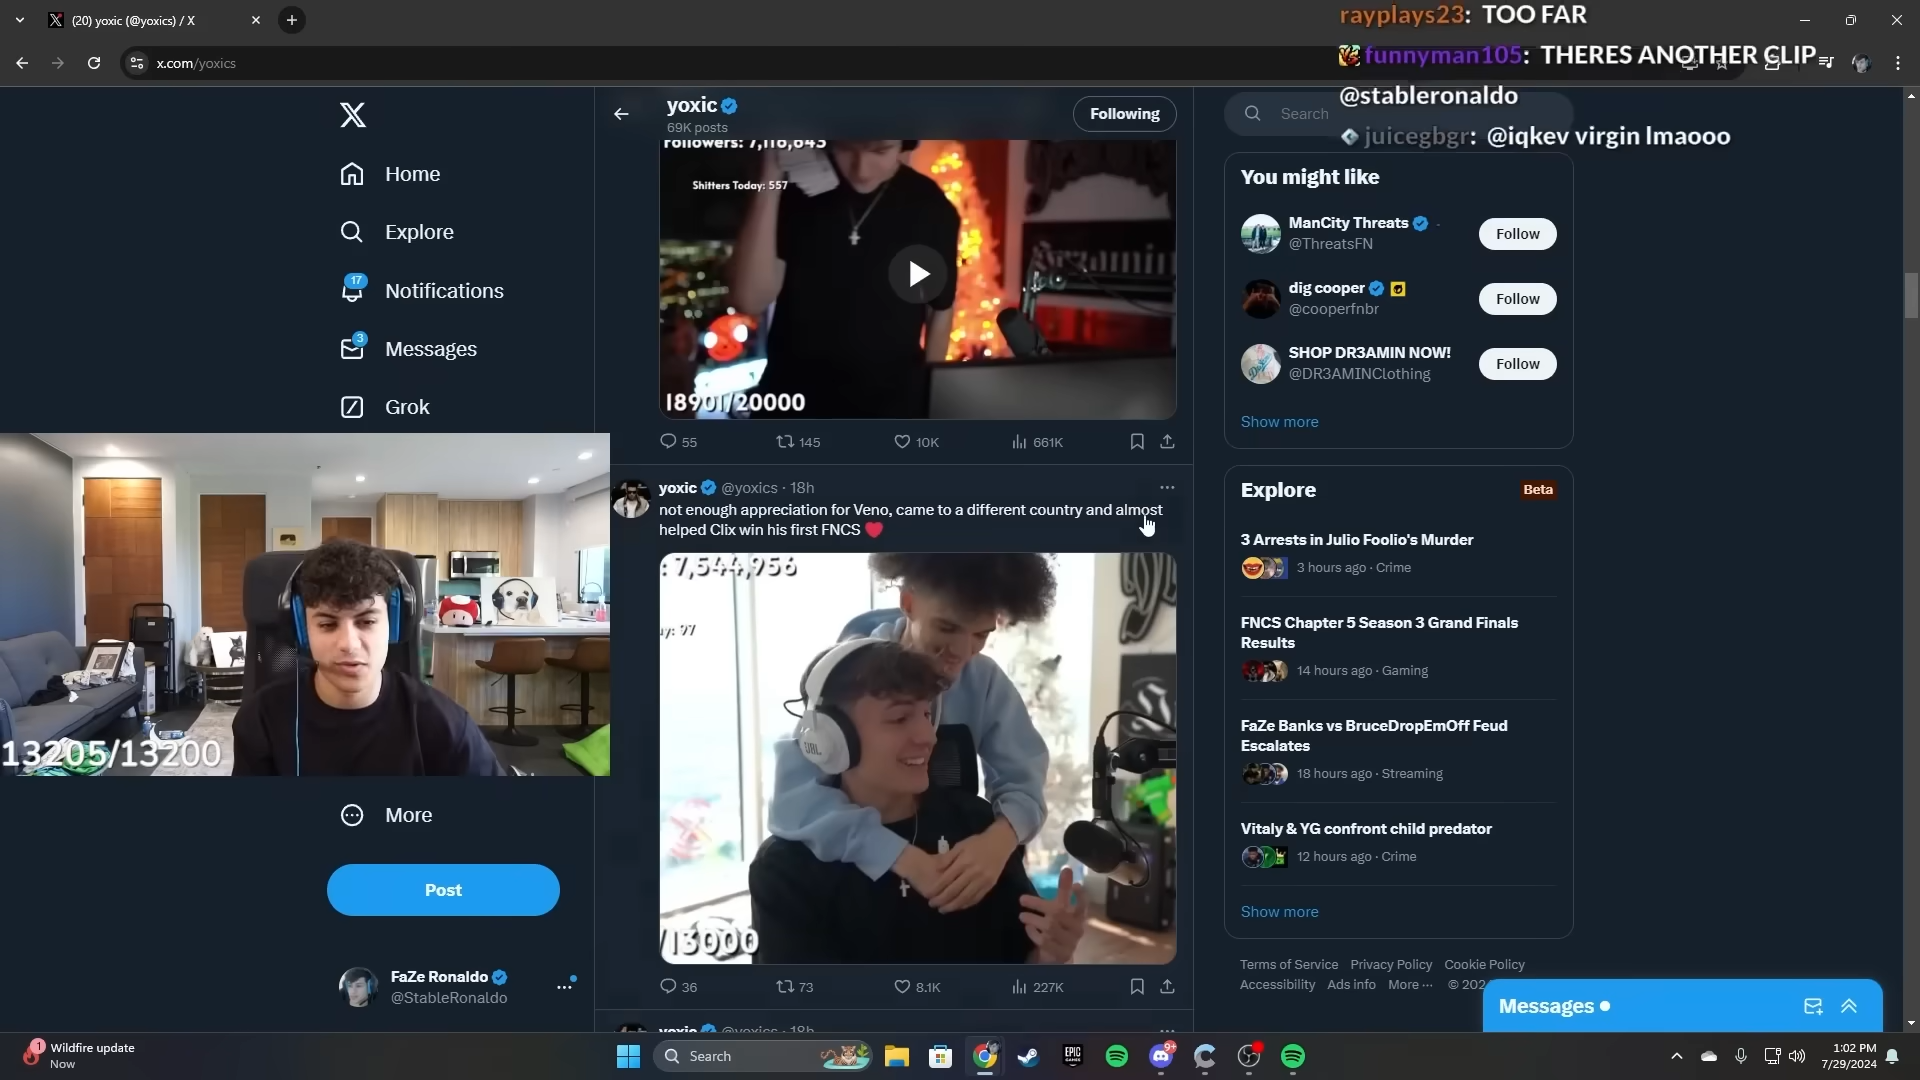 (20) yoxic (@yoxics) / X
x.com/yoxics
rayplays23: TOO FAR
funnyman105: THERES ANOTHER CLIP
@stableronaldo
juicegbgr: @iqkev virgin lmaooo
Home
Explore
17
Notifications
3
Messages
Grok
More
Post
FaZe Ronaldo
@StableRonaldo
13205/13200
yoxic
69K posts
Following
Followers: 7,116,643
Shitters Today: 557
18901/20000
55
145
10K
661K
yoxic @yoxics · 18h
not enough appreciation for Veno, came to a different country and almost
helped Clix win his first FNCS
: 7,544,956
ay: 97
JBL
/13000
36
73
8.1K
227K
yoxic @yoxics · 18h
Search
You might like
ManCity Threats
@ThreatsFN
Follow
dig cooper
@cooperfnbr
Follow
SHOP DR3AMIN NOW!
@DR3AMINClothing
Follow
Show more
Explore
Beta
3 Arrests in Julio Foolio's Murder
3 hours ago · Crime
FNCS Chapter 5 Season 3 Grand Finals
Results
14 hours ago · Gaming
FaZe Banks vs BruceDropEmOff Feud
Escalates
18 hours ago · Streaming
Vitaly & YG confront child predator
12 hours ago · Crime
Show more
Terms of Service Privacy Policy Cookie Policy
Accessibility Ads info More ··· © 202
Messages
1
Wildfire update
Now
Search
EPIC GAMES
9+
1:02 PM
7/29/2024